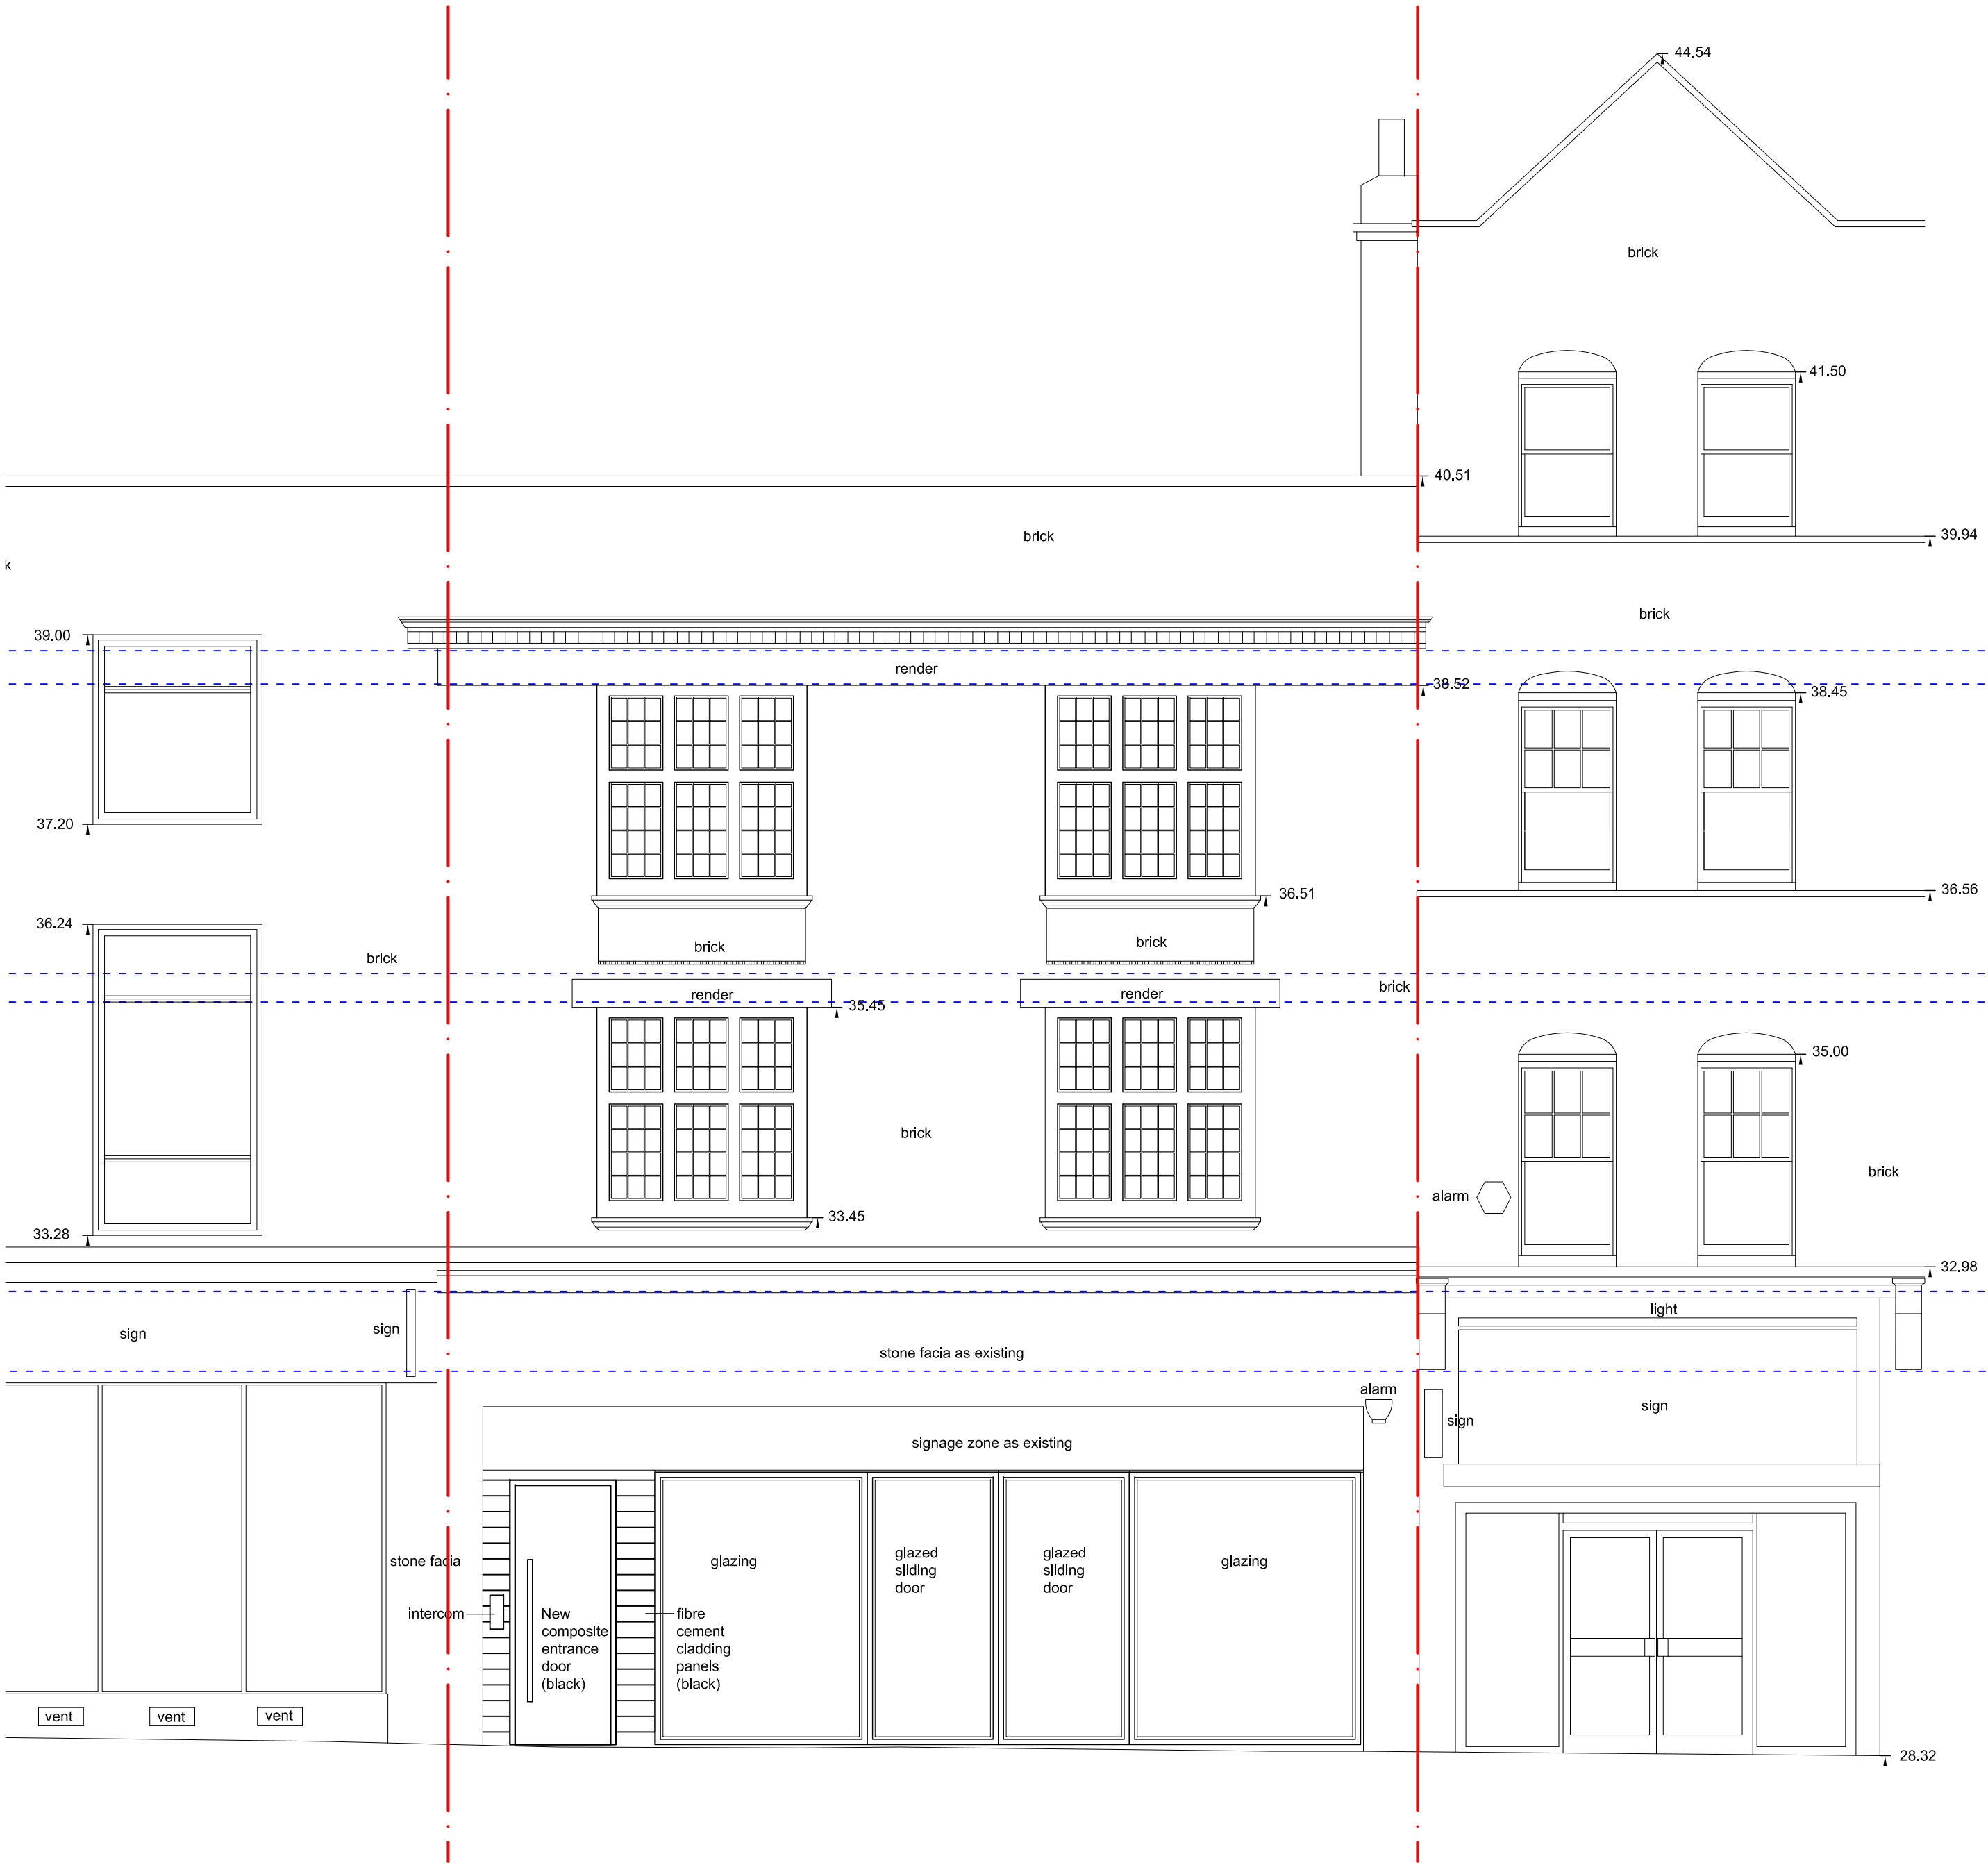 44.54
brick
41.50
40.51
brick
39.94
k
brick
39.00
render
38.52
38.45
37.20
36.51
36.56
36.24
brick
brick
brick
render
render
brick
35.45
35.00
brick
brick
alarm
33.45
33.28
32.98
light
sign
sign
stone facia as existing
alarm
sign
sign
signage zone as existing
stone facia
glazing
glazed
sliding
door
glazed
sliding
door
glazing
intercom
New
composite
entrance
door
(black)
fibre
cement
cladding
panels
(black)
vent
vent
vent
28.32